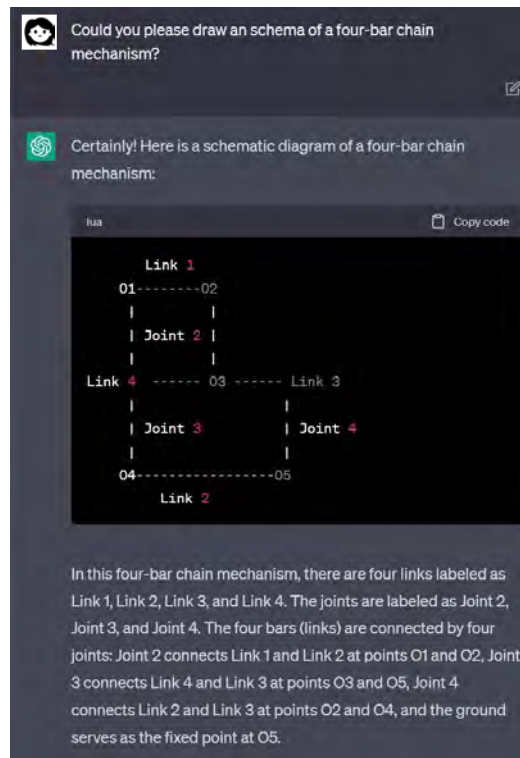 Could you please draw an schema of a four-bar chain
mechanism?
Certainly! Here is a schematic diagram of a four-bar chain
mechanism:
lua
Copy code
Link 1
O1--------O2
|         |
| Joint 2 |
|         |
Link 4  ------ O3 ------ Link 3
|                  |
| Joint 3          | Joint 4
|                  |
O4-----------------O5
Link 2
In this four-bar chain mechanism, there are four links labeled as
Link 1, Link 2, Link 3, and Link 4. The joints are labeled as Joint 2,
Joint 3, and Joint 4. The four bars (links) are connected by four
joints: Joint 2 connects Link 1 and Link 2 at points O1 and O2, Joint
3 connects Link 4 and Link 3 at points O3 and O5, Joint 4
connects Link 2 and Link 3 at points O2 and O4, and the ground
serves as the fixed point at O5.